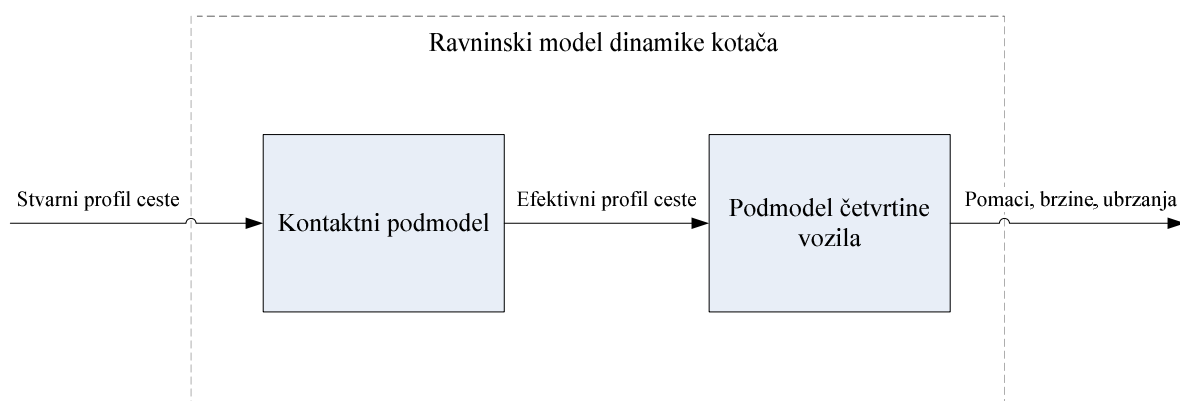 Ravninski model dinamike kotača
Stvarni profil ceste
Kontaktni podmodel
Efektivni profil ceste
Podmodel četvrtine
vozila
Pomaci, brzine, ubrzanja